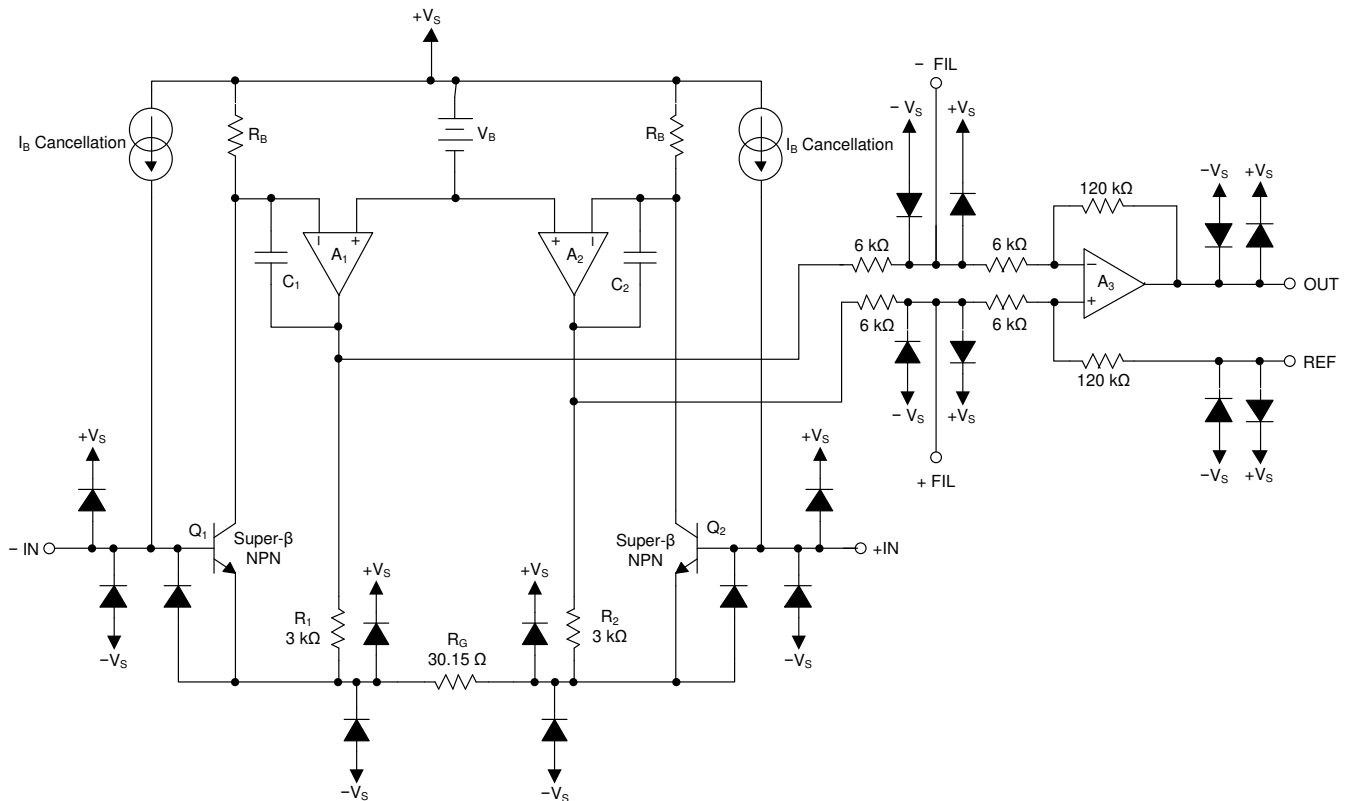 +VS
− FIL
− VS
+VS
IB Cancellation
RB
VB
RB
IB Cancellation
120 kΩ
−VS
+VS
6 kΩ
6 kΩ
−
A3
+
OUT
− +
A1
+ −
A2
C1
C2
6 kΩ
6 kΩ
120 kΩ
REF
− VS
+VS
−VS
+VS
+ FIL
+VS
+VS
− IN
Q1
Super-β
NPN
Super-β
NPN
Q2
+IN
−VS
−VS
+VS
+VS
R1
3 kΩ
RG
30.15 Ω
R2
3 kΩ
−VS
−VS